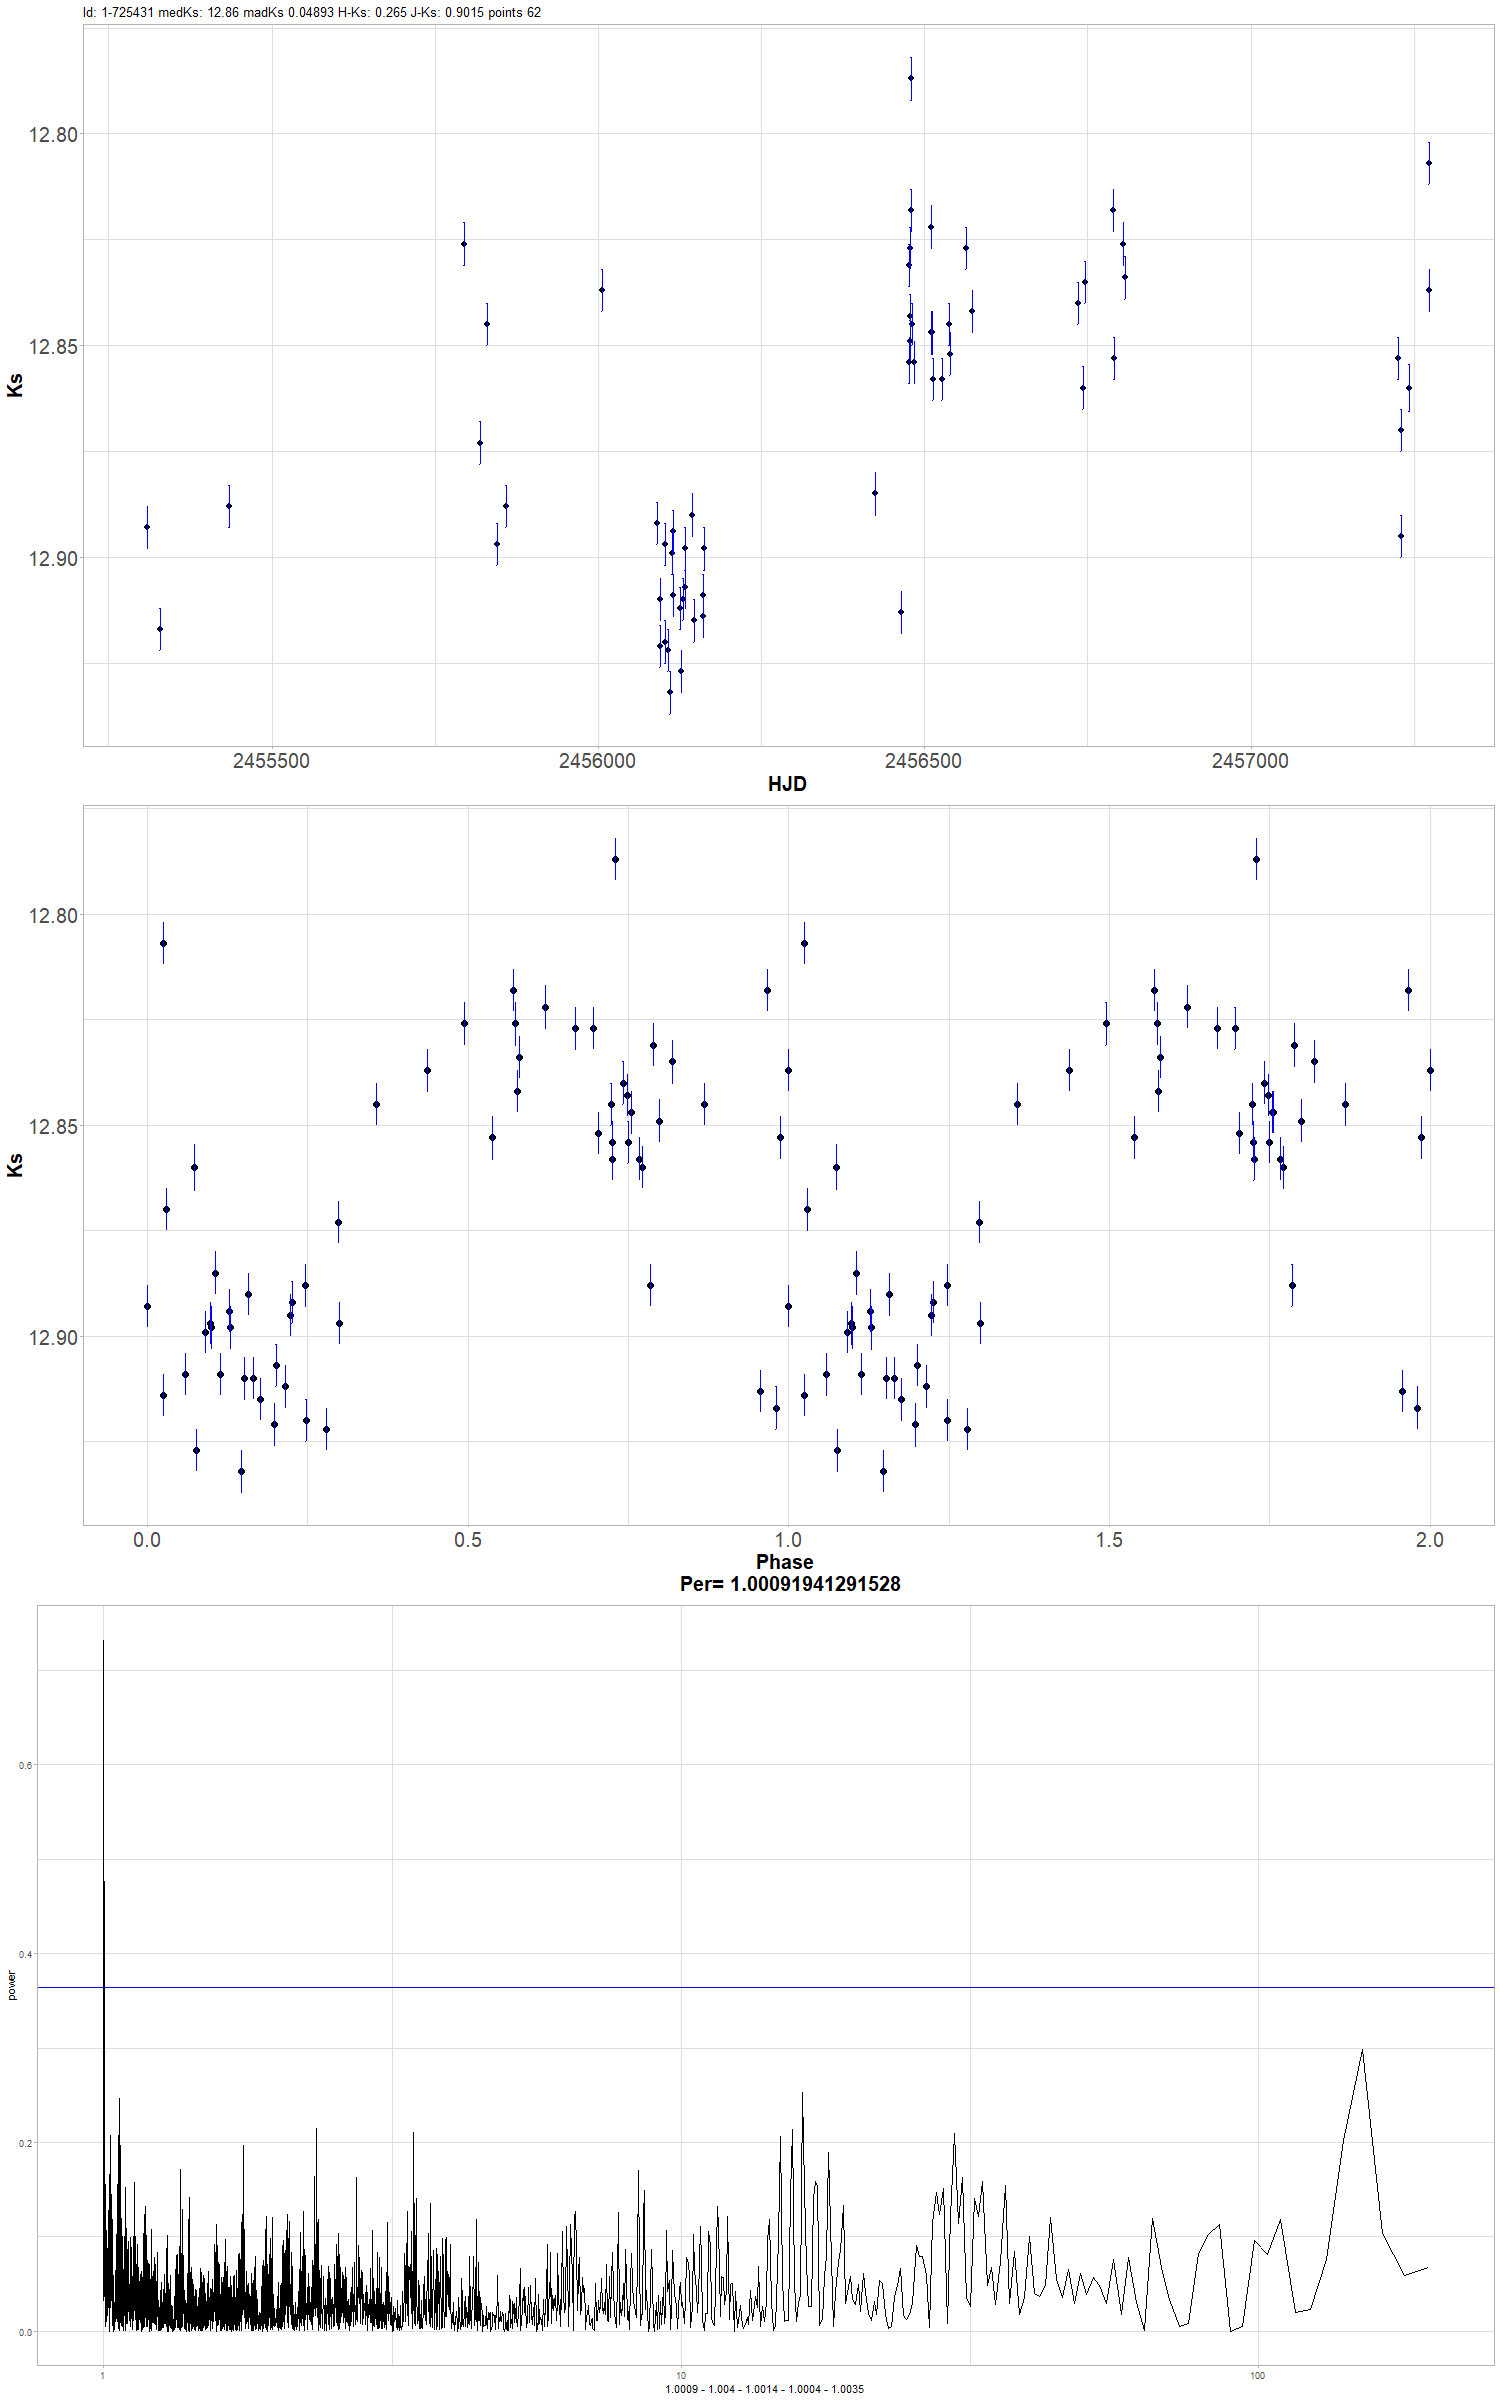 Id: 1-725431 medKs: 12.86 madKs 0.04893 H-Ks: 0.265 J-Ks: 0.9015 points 62
12.80
12.85
12.90
Ks
2455500 2456000 2456500 2457000
HJD
12.80
12.85
12.90
Ks
0.0 0.5 1.0 1.5 2.0
Phase
Per= 1.00091941291528
0.6
0.4
0.2
0.0
power
1 10 100
1.0009 - 1.004 - 1.0014 - 1.0004 - 1.0035